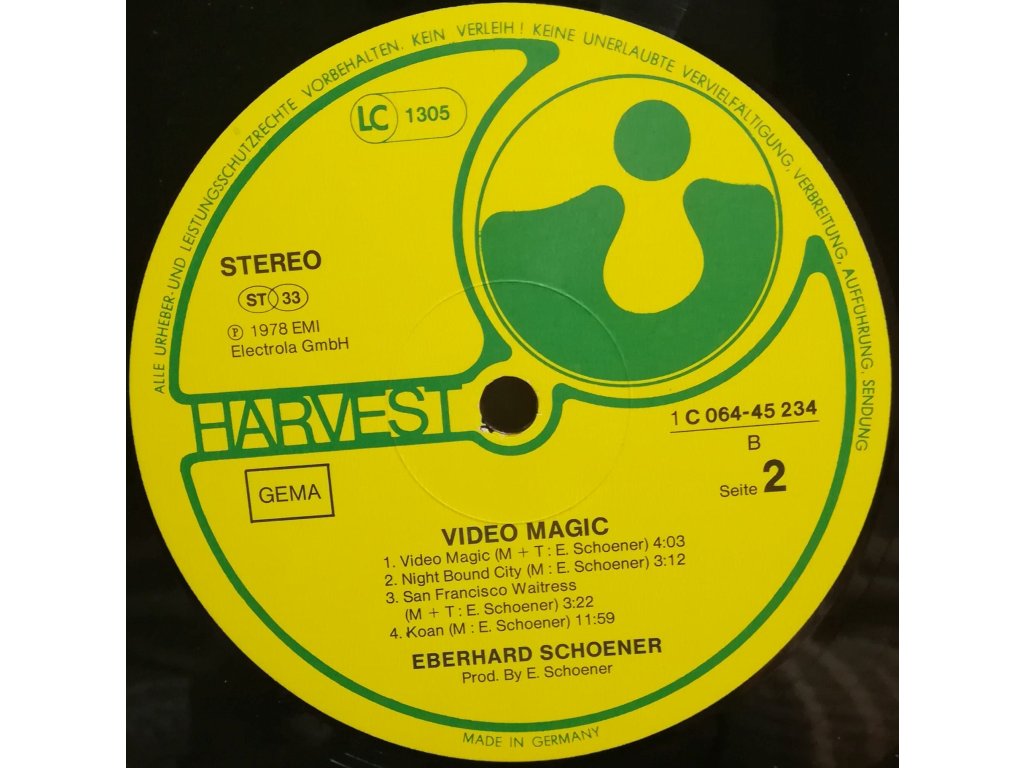 ALLE URHEBER- UND LEISTUNGSSCHUTZRECHTE VORBEHALTEN. KEIN VERLEIH! KEINE UNERLAUBTE VERVIELFÄLTIGUNG, VERBREITUNG, AUFFÜHRUNG, SENDUNG
LC 1305
STEREO
ST 33
℗ 1978 EMI
Electrola GmbH
HARVEST
1 C 064-45 234
B
Seite 2
GEMA
VIDEO MAGIC
1. Video Magic (M + T : E. Schoener) 4:03
2. Night Bound City (M : E. Schoener) 3:12
3. San Francisco Waitress
(M + T : E. Schoener) 3:22
4. Koan (M : E. Schoener) 11:59
EBERHARD SCHOENER
Prod. By E. Schoener
MADE IN GERMANY